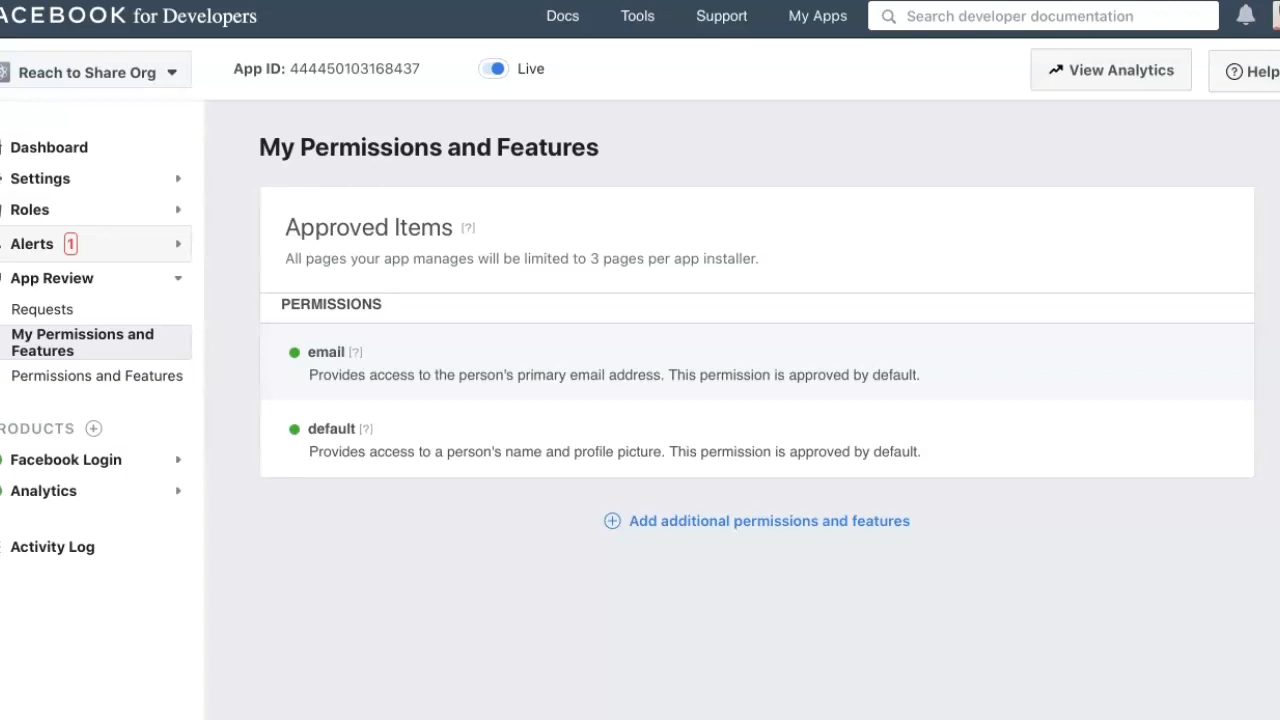 ACEBOOK for Developers
Docs
Tools
Support
My Apps
Search developer documentation
Reach to Share Org
App ID: 444450103168437
Live
View Analytics
Help
Dashboard
Settings
Roles
Alerts 1
App Review
Requests
My Permissions and
Features
Permissions and Features
RODUCTS
Facebook Login
Analytics
Activity Log
My Permissions and Features
Approved Items [?]
All pages your app manages will be limited to 3 pages per app installer.
PERMISSIONS
email [?]
Provides access to the person's primary email address. This permission is approved by default.
default [?]
Provides access to a person's name and profile picture. This permission is approved by default.
Add additional permissions and features